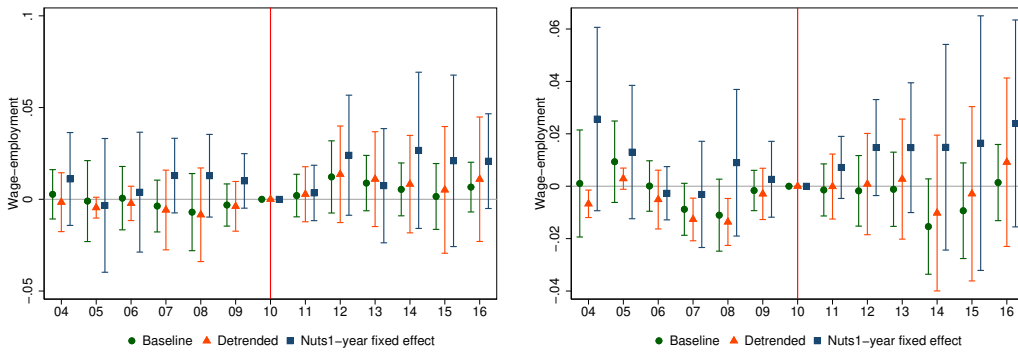 .1
.05
0
-.05
Wage-employment
04 05 06 07 08 09 10 11 12 13 14 15 16
Baseline Detrended Nuts1-year fixed effect
.06
.04
.02
0
-.02
-.04
Wage-employment
04 05 06 07 08 09 10 11 12 13 14 15 16
Baseline Detrended Nuts1-year fixed effect